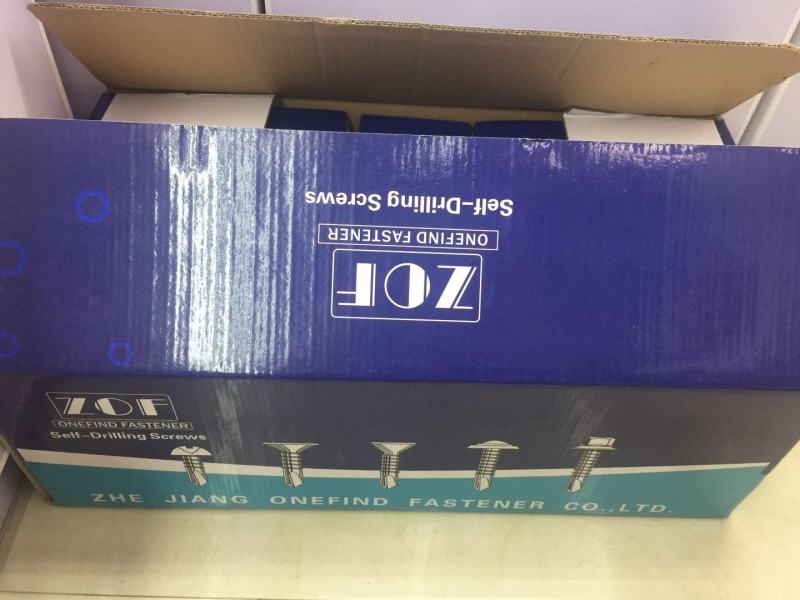 Self-Drilling Screws
ONEFIND FASTENER
ZOF
ZOF
ONEFIND FASTENER
Self-Drilling Screws
ZHE JIANG ONEFIND FASTENER CO.,LTD.